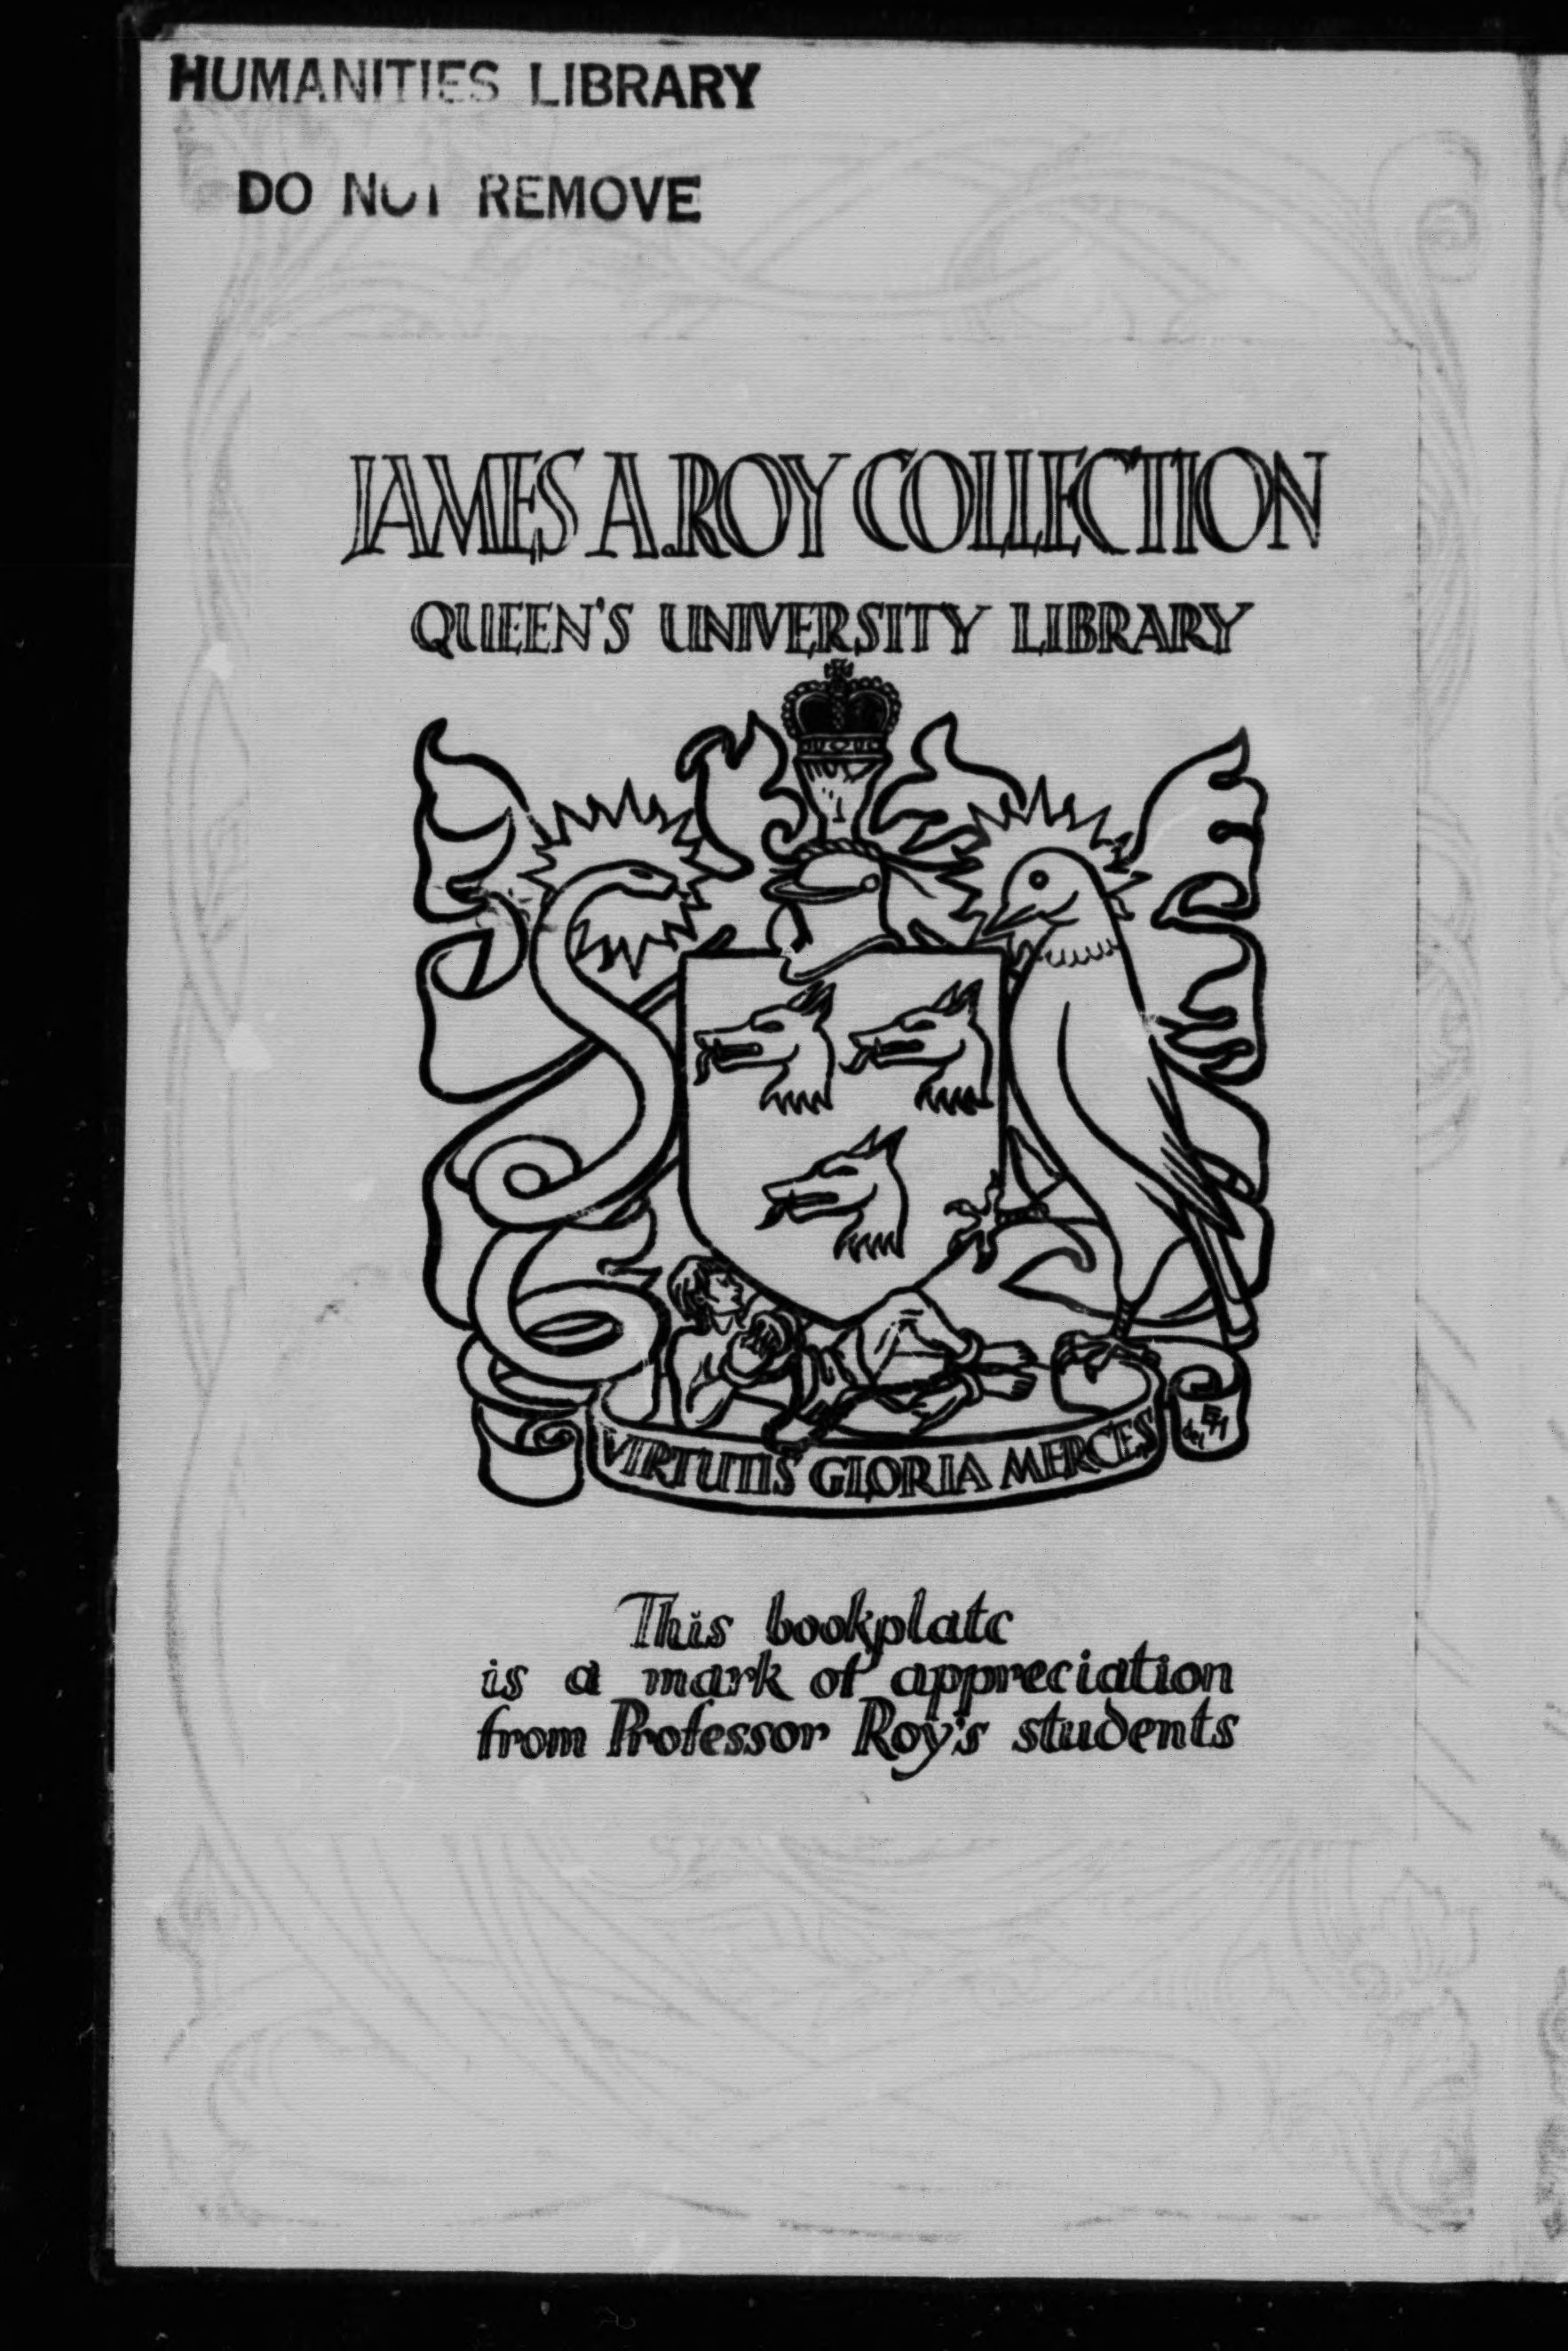 HUMANITIES LIBRARY
DO NOT REMOVE
JAMES A. ROY COLLECTION
QUEEN'S UNIVERSITY LIBRARY
VIRTUTIS GLORIA MERCES
This bookplate
is a mark of appreciation
from Professor Roy's students